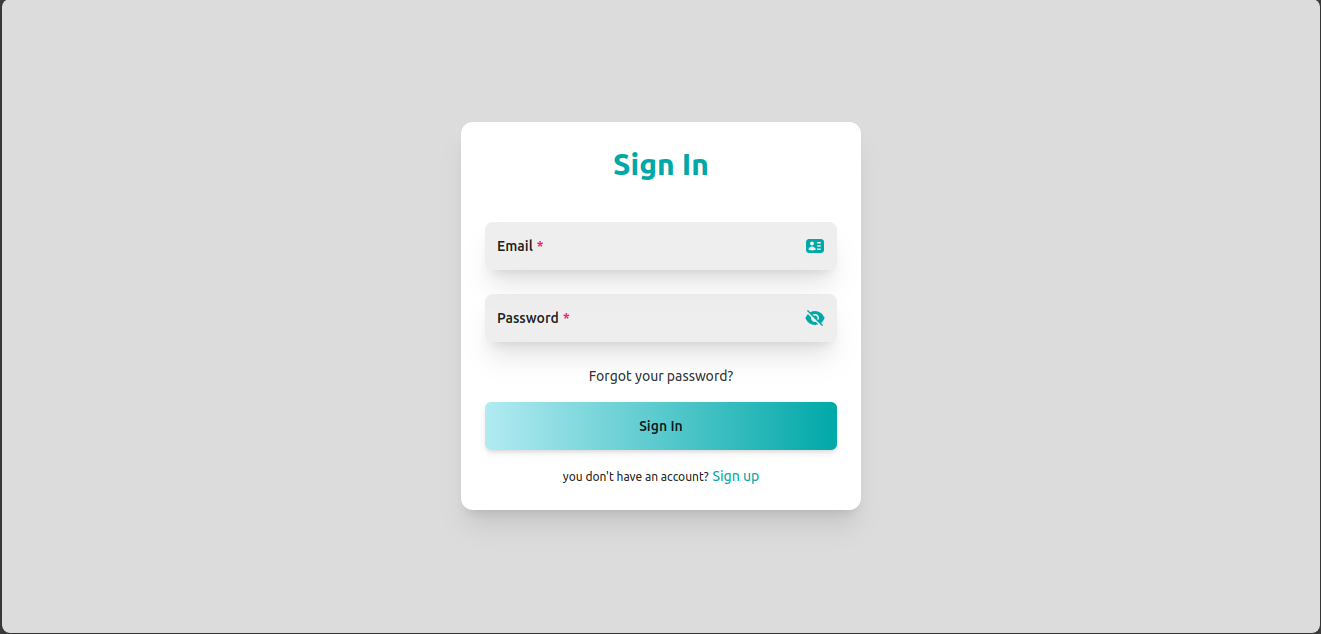 Sign In
Email *
Password *
Forgot your password?
Sign In
you don't have an account? Sign up